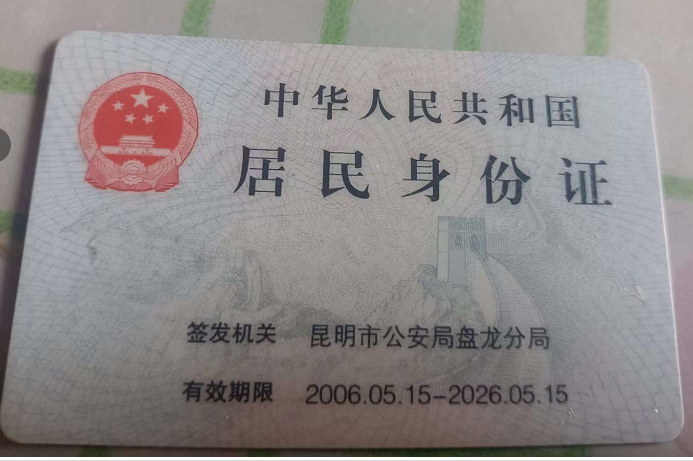 中华人民共和国
居民身份证
签发机关 昆明市公安局盘龙分局
有效期限 2006.05.15-2026.05.15